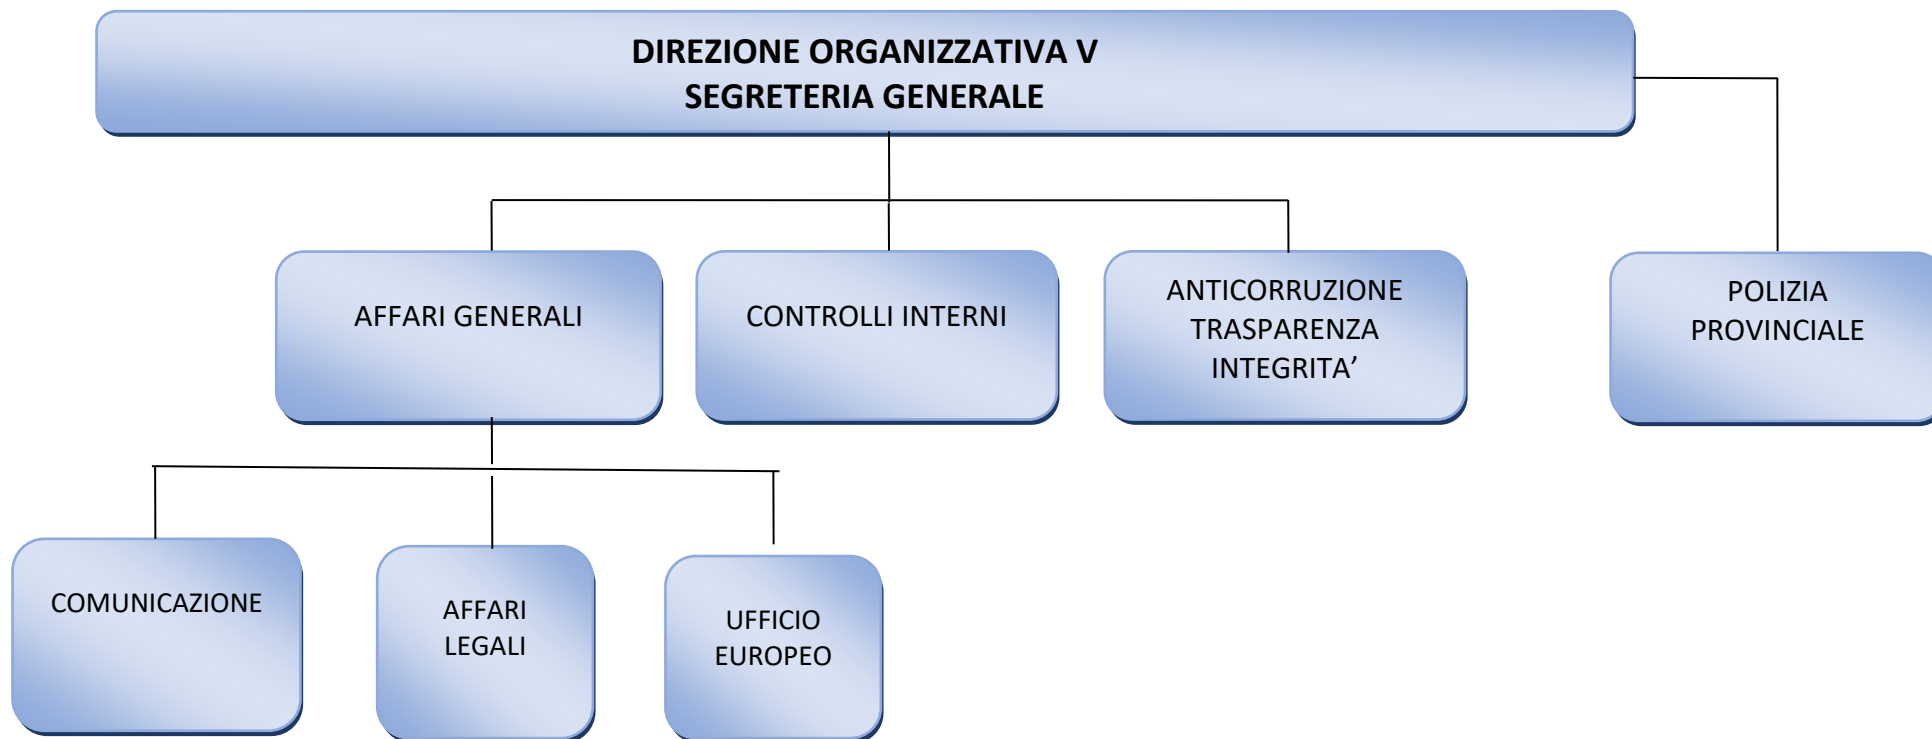 DIREZIONE ORGANIZZATIVA V
SEGRETERIA GENERALE
AFFARI GENERALI
CONTROLLI INTERNI
ANTICORRUZIONE
TRASPARENZA
INTEGRITA’
POLIZIA
PROVINCIALE
COMUNICAZIONE
AFFARI
LEGALI
UFFICIO
EUROPEO